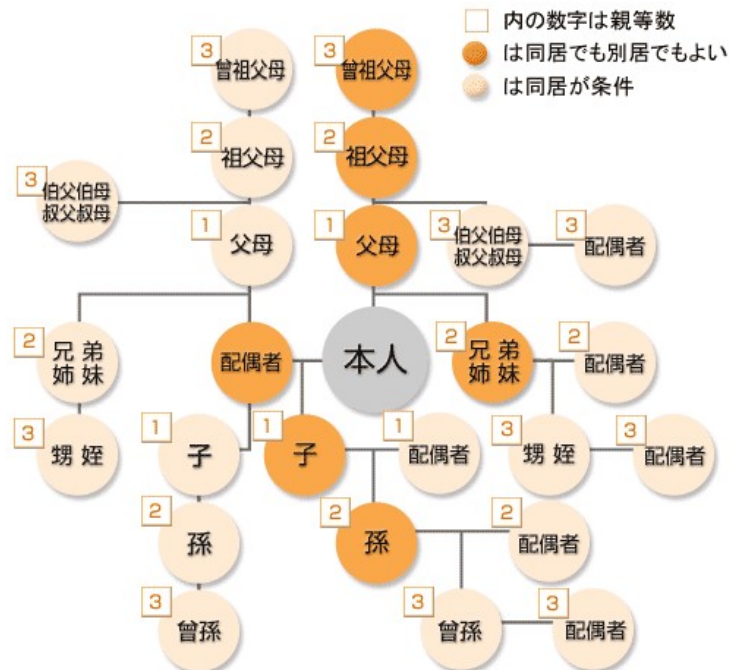 内の数字は親等数
は同居でも別居でもよい
は同居が条件
3
曾祖父母
3
曾祖父母
2
祖父母
2
祖父母
3
伯父伯母
叔父叔母
1
父母
1
父母
3
伯父伯母
叔父叔母
3
配偶者
2
兄弟
姉妹
配偶者
本人
2
兄弟
姉妹
2
配偶者
3
甥姪
1
子
1
子
1
配偶者
3
甥姪
3
配偶者
2
孫
2
孫
2
配偶者
3
曾孫
3
曾孫
3
配偶者